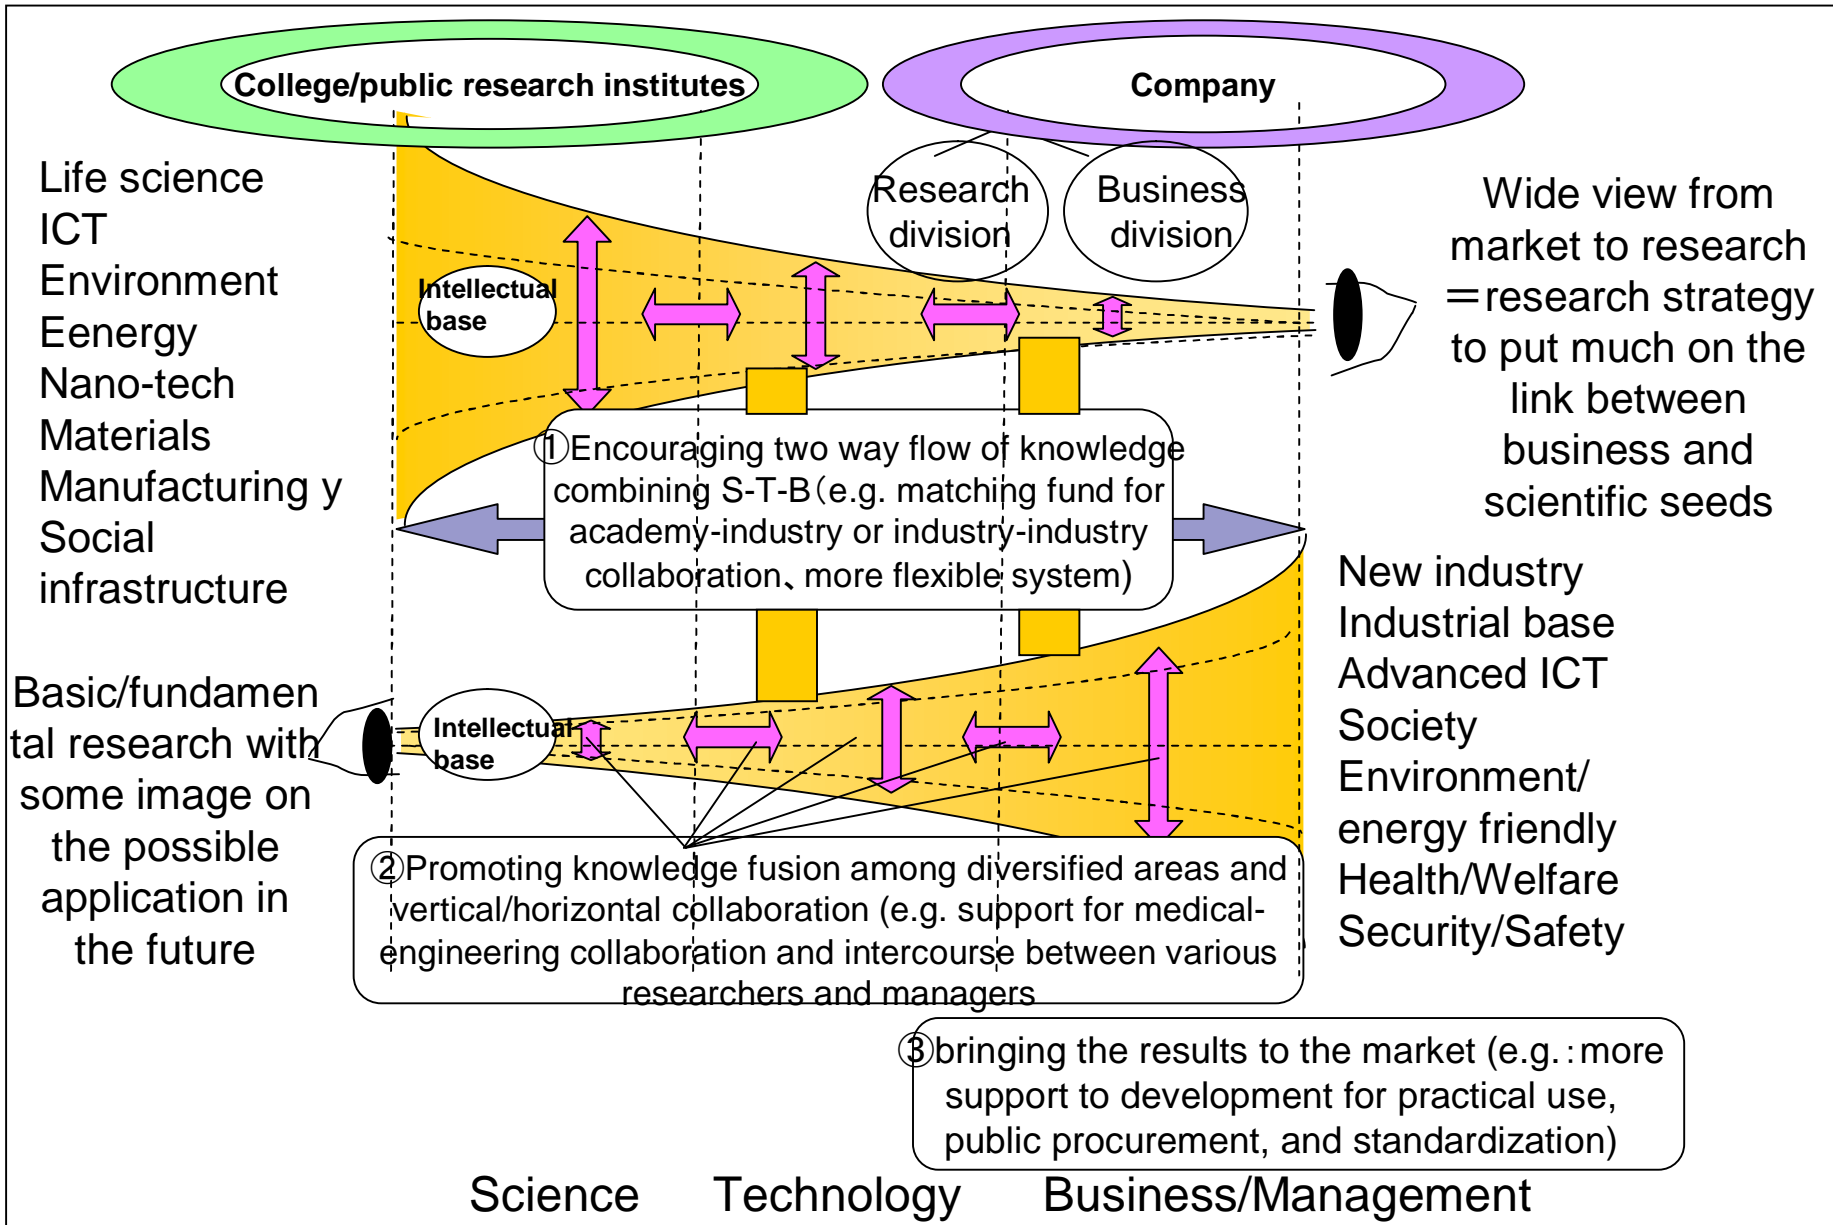 College/public research institutes
Company
Research
division
Business
division
Life science
ICT
Environment
Eenergy
Nano-tech
Materials
Manufacturing y
Social
infrastructure
Intellectual
base
Wide view from
market to research
＝research strategy
to put much on the
link between
business and
scientific seeds
①Encouraging two way flow of knowledge
combining S-T-B（e.g. matching fund for
academy-industry or industry-industry
collaboration、more flexible system)
New industry
Industrial base
Advanced ICT
Society
Environment/
energy friendly
Health/Welfare
Security/Safety
Basic/fundamen
tal research with
some image on
the possible
application in
the future
Intellectual
base
②Promoting knowledge fusion among diversified areas and
vertical/horizontal collaboration (e.g. support for medical-
engineering collaboration and intercourse between various
researchers and managers
③bringing the results to the market (e.g.：more
support to development for practical use,
public procurement, and standardization)
Science
Technology
Business/Management